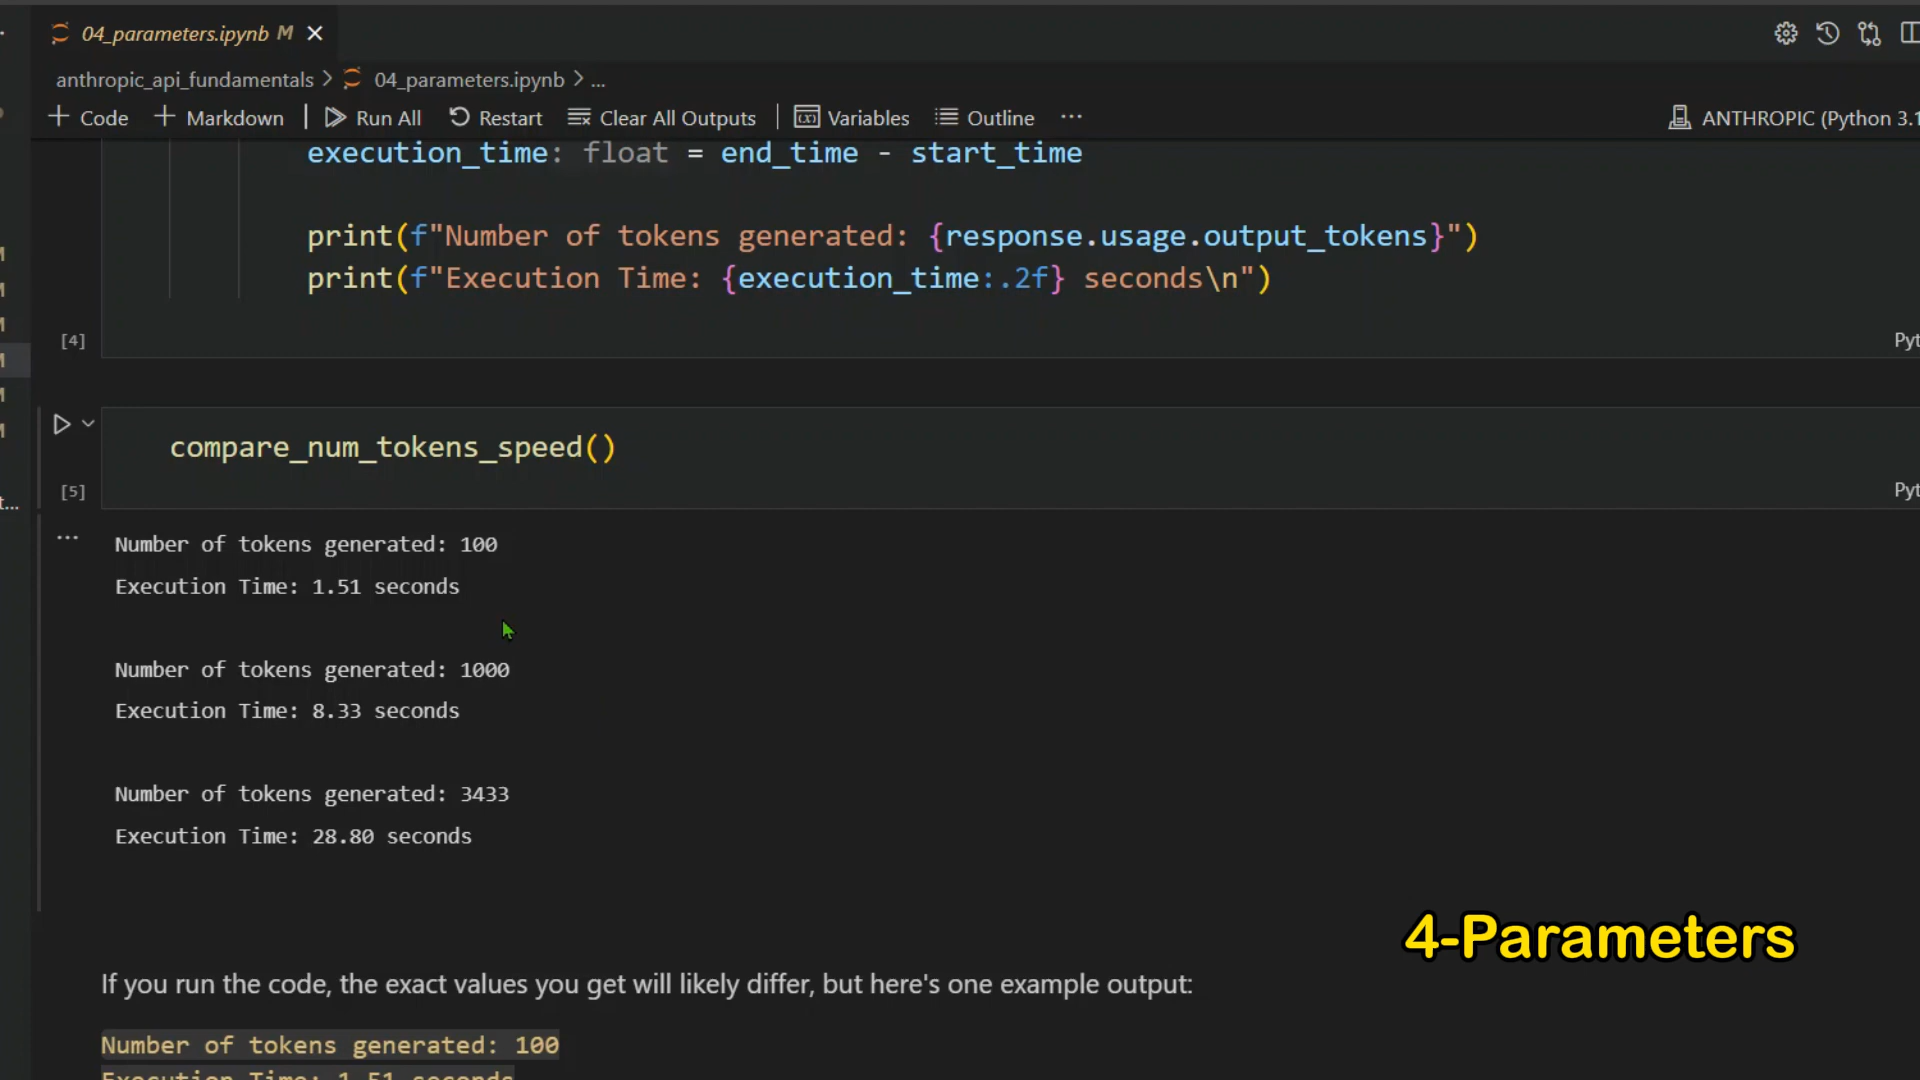 04_parameters.ipynb M
anthropic_api_fundamentals > 04_parameters.ipynb > ...
+ Code + Markdown Run All Restart Clear All Outputs Variables Outline ... ANTHROPIC (Python 3.1
execution_time: float = end_time - start_time
print(f"Number of tokens generated: {response.usage.output_tokens}")
print(f"Execution Time: {execution_time:.2f} seconds\n")
[4]
Pyt
compare_num_tokens_speed()
[5]
Pyt
t...
Number of tokens generated: 100
Execution Time: 1.51 seconds
Number of tokens generated: 1000
Execution Time: 8.33 seconds
Number of tokens generated: 3433
Execution Time: 28.80 seconds
4-Parameters
If you run the code, the exact values you get will likely differ, but here's one example output:
Number of tokens generated: 100
Execution Time: 1.51 seconds